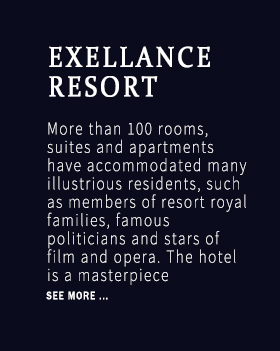 EXELLANCE
RESORT
More than 100 rooms,
suites and apartments
have accommodated many
illustrious residents, such
as members of resort royal
families, famous
politicians and stars of
film and opera. The hotel
is a masterpiece
SEE MORE ...